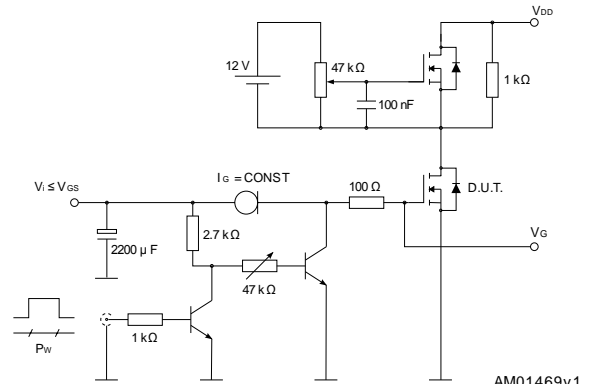 VDD
12 V
47 kΩ
1 kΩ
100 nF
Vi ≤ VGS
IG = CONST
100 Ω
D.U.T.
2.7 kΩ
VG
2200 µF
47 kΩ
1 kΩ
PW
AM01469v1